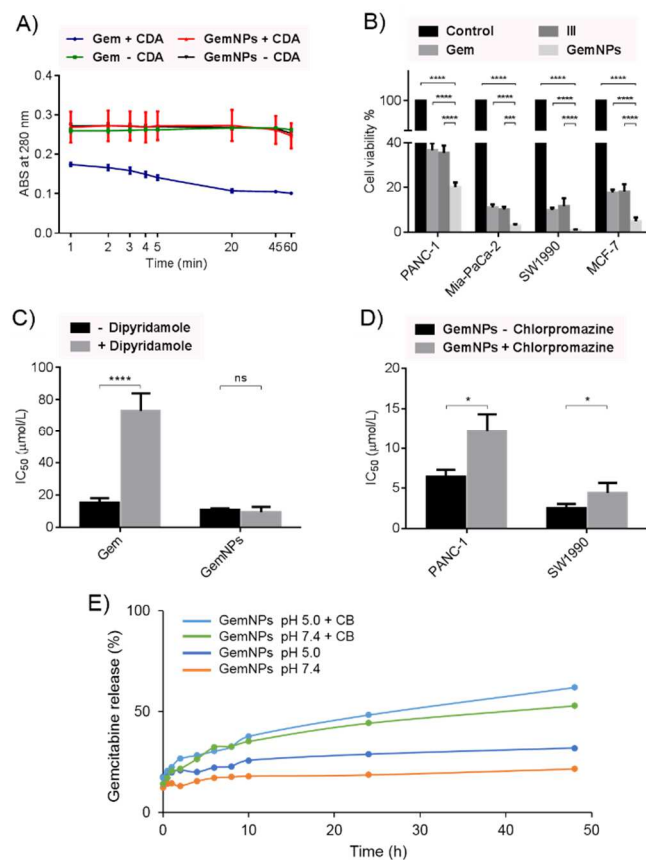 A)
Gem + CDA GemNPs + CDA
Gem - CDA GemNPs - CDA
ABS at 280 nm
0.4
0.3
0.2
0.1
0.0
1 2 3 4 5 20 45 60
Time (min)
B)
Control III
Gem GemNPs
Cell viability %
**** **** **** ****
**** **** **** ****
**** *** **** ****
100
40
20
0
PANC-1 Mia-PaCa-2 SW1990 MCF-7
C)
- Dipyridamole
+ Dipyridamole
IC50 (µmol/L)
100
80
60
40
20
0
**** ns
Gem GemNPs
D)
GemNPs - Chlorpromazine
GemNPs + Chlorpromazine
IC50 (µmol/L)
15
10
5
0
* *
PANC-1 SW1990
E)
Gemcitabine release (%)
100
50
0
GemNPs pH 5.0 + CB
GemNPs pH 7.4 + CB
GemNPs pH 5.0
GemNPs pH 7.4
0 10 20 30 40 50
Time (h)